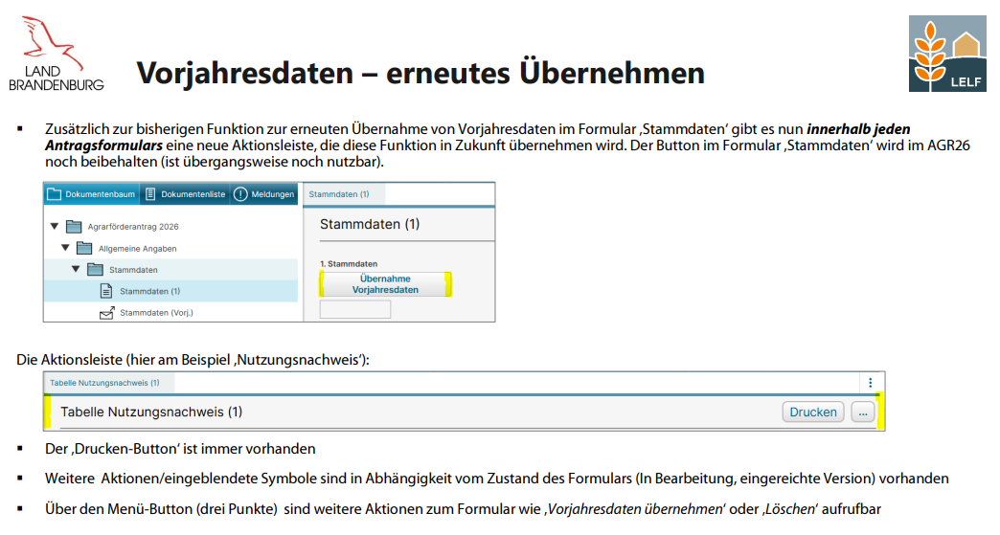 LAND
BRANDENBURG
Vorjahresdaten – erneutes Übernehmen
LELF
▪ Zusätzlich zur bisherigen Funktion zur erneuten Übernahme von Vorjahresdaten im Formular ‚Stammdaten‘ gibt es nun innerhalb jeden
Antragsformulars eine neue Aktionsleiste, die diese Funktion in Zukunft übernehmen wird. Der Button im Formular ‚Stammdaten‘ wird im AGR26
noch beibehalten (ist übergangsweise noch nutzbar).
Dokumentenbaum Dokumentenliste Meldungen Stammdaten (1)
Agrarförderantrag 2026
Allgemeine Angaben
Stammdaten
Stammdaten (1)
Stammdaten (Vorj.)
Stammdaten (1)
1. Stammdaten
Übernahme
Vorjahresdaten
Die Aktionsleiste (hier am Beispiel ‚Nutzungsnachweis‘):
Tabelle Nutzungsnachweis (1)
Tabelle Nutzungsnachweis (1) Drucken ...
▪ Der ‚Drucken-Button‘ ist immer vorhanden
▪ Weitere Aktionen/eingeblendete Symbole sind in Abhängigkeit vom Zustand des Formulars (In Bearbeitung, eingereichte Version) vorhanden
▪ Über den Menü-Button (drei Punkte) sind weitere Aktionen zum Formular wie ‚Vorjahresdaten übernehmen‘ oder ‚Löschen‘ aufrufbar